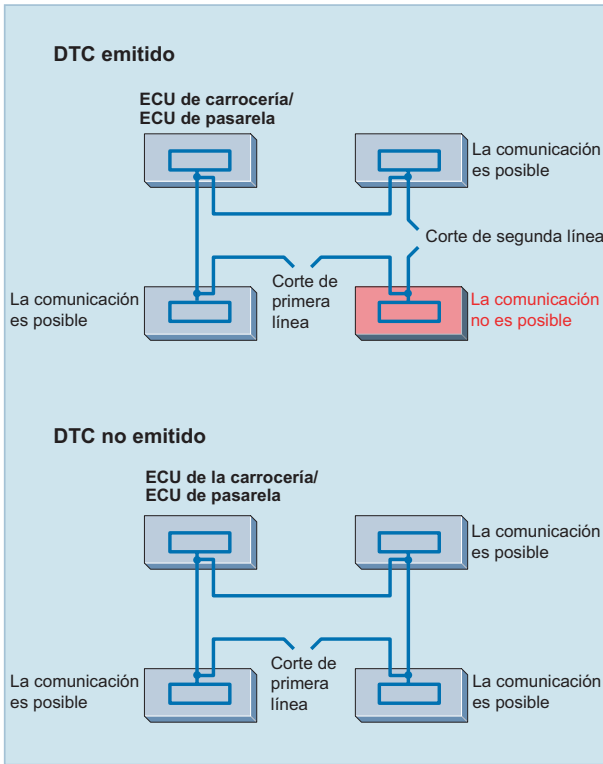 DTC emitido
ECU de carrocería/
ECU de pasarela
La comunicación
es posible
Corte de segunda línea
La comunicación
es posible
Corte de
primera
línea
La comunicación
no es posible
DTC no emitido
ECU de la carrocería/
ECU de pasarela
La comunicación
es posible
La comunicación
es posible
Corte de
primera
línea
La comunicación
es posible